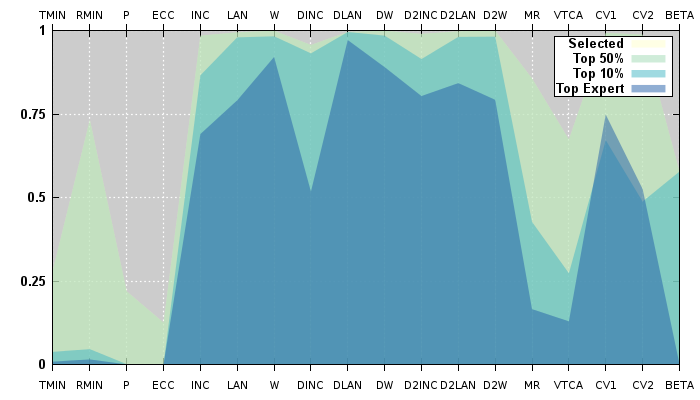 TMIN RMIN P ECC INC LAN W DINC DLAN DW D2INC D2LAN D2W MR VTCA CV1 CV2 BETA
1
Selected
Top 50%
Top 10%
Top Expert
0.75
0.5
0.25
0
TMIN RMIN P ECC INC LAN W DINC DLAN DW D2INC D2LAN D2W MR VTCA CV1 CV2 BETA